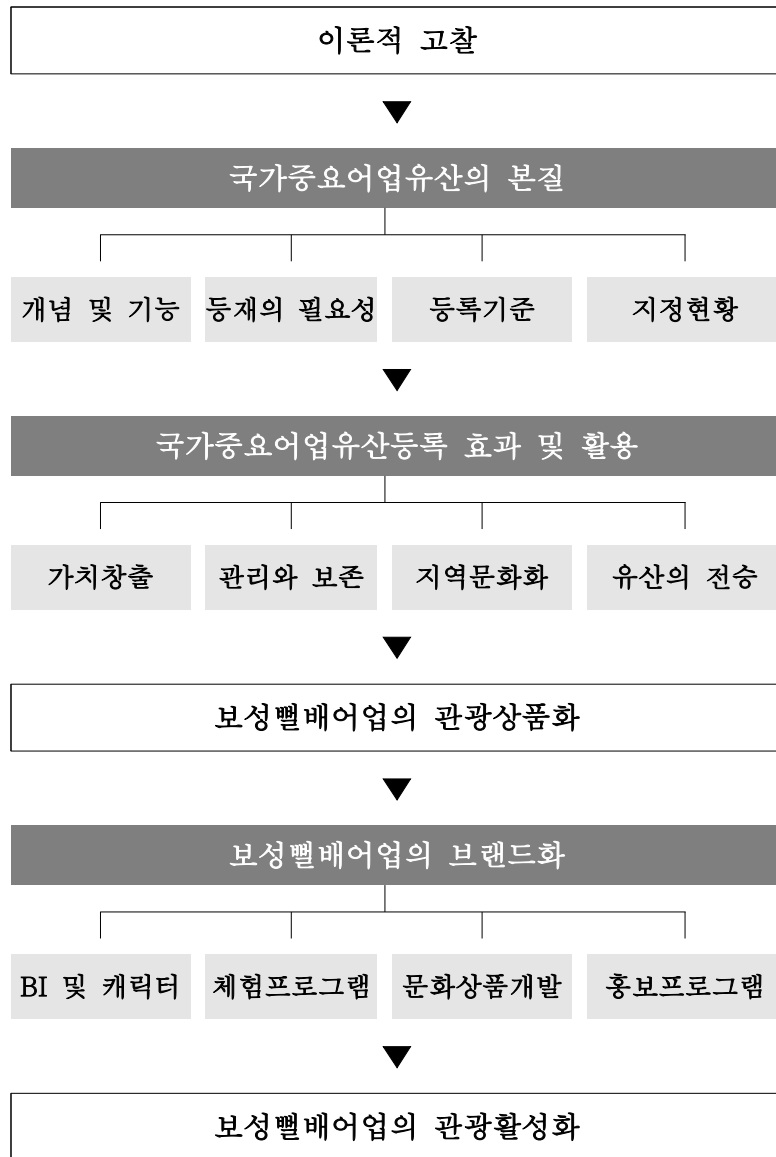 이론적 고찰
국가중요어업유산의 본질
개념 및 기능 등재의 필요성 등록기준 지정현황
국가중요어업유산등록 효과 및 활용
가치창출 관리와 보존 지역문화화 유산의 전승
보성뻘배어업의 관광상품화
보성뻘배어업의 브랜드화
BI 및 캐릭터 체험프로그램 문화상품개발 홍보프로그램
보성뻘배어업의 관광활성화